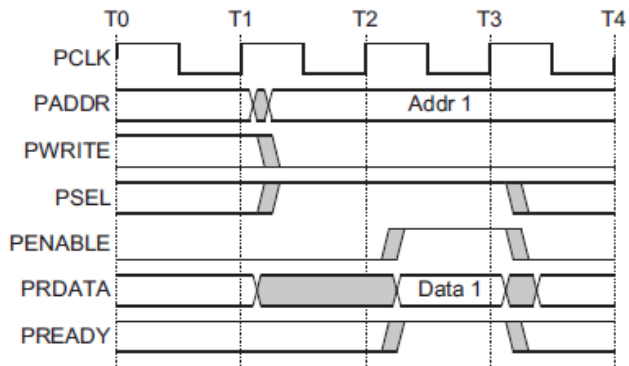 T0 T1 T2 T3 T4
PCLK
PADDR Addr 1
PWRITE
PSEL
PENABLE
PRDATA Data 1
PREADY